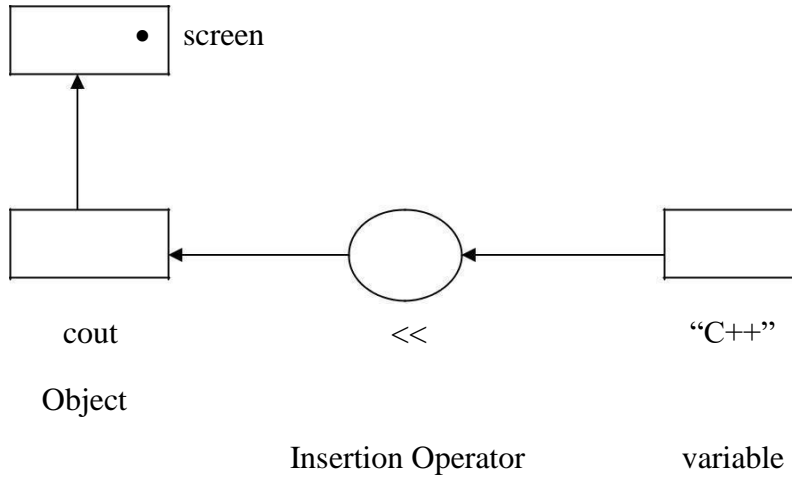 screen
cout << “C++”
Object
Insertion Operator variable